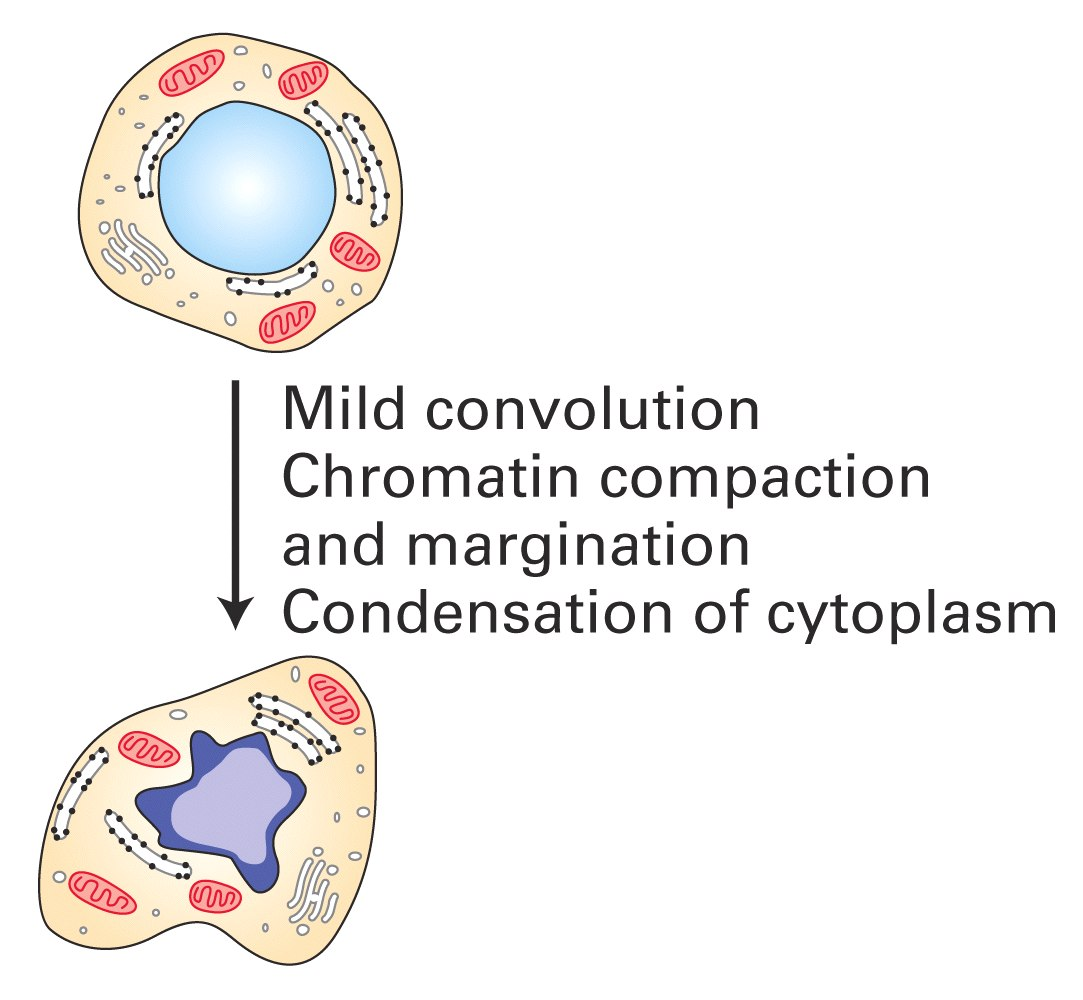 Mild convolution
Chromatin compaction
and margination
Condensation of cytoplasm